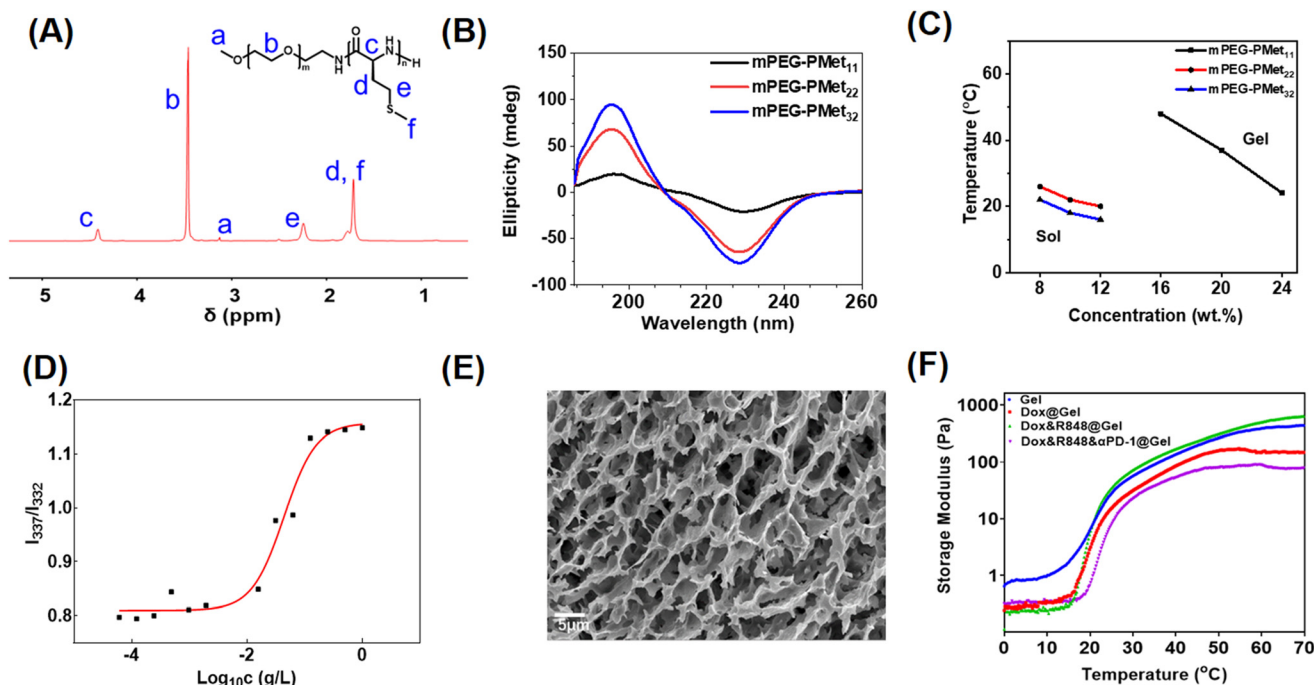 (A)
a
b
c
d
e
f
O
O
O
m
N
H
H
N
n
H
S
b
c
a
e
d, f
5
4
3
2
1
δ (ppm)
(B)
150
100
50
0
-50
-100
Ellipticity (mdeg)
mPEG-PMet11
mPEG-PMet22
mPEG-PMet32
200
220
240
260
Wavelength (nm)
(C)
60
40
20
0
Temperature (°C)
mPEG-PMet11
mPEG-PMet22
mPEG-PMet32
Gel
Sol
8
12
16
20
24
Concentration (wt.%)
(D)
1.2
1.1
1.0
0.9
0.8
I337/I332
-4
-2
0
Log10c (g/L)
(E)
5μm
(F)
1000
100
10
1
Storage Modulus (Pa)
Gel
Dox@Gel
Dox&R848@Gel
Dox&R848&αPD-1@Gel
0
10
20
30
40
50
60
70
Temperature (°C)